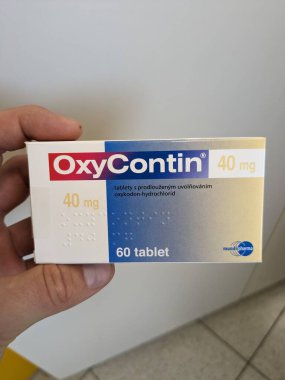 OxyContin® 40 mg
tablety s prodlouženým uvolňováním
oxykodon-hydrochlorid
40 mg
60 tablet
mundipharma